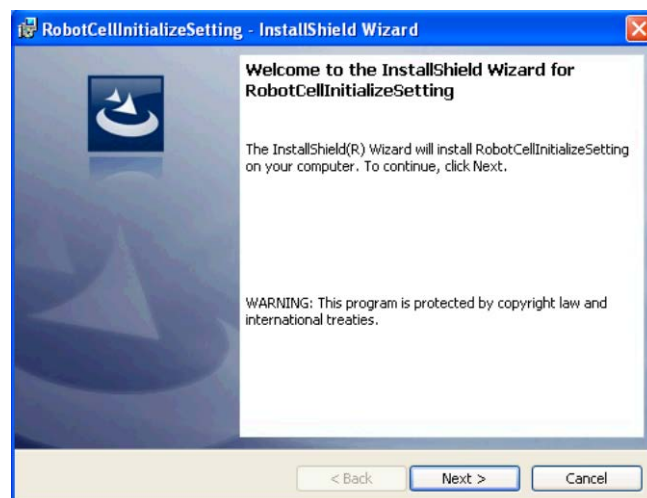 RobotCellInitializeSetting - InstallShield Wizard
Welcome to the InstallShield Wizard for
RobotCellInitializeSetting
The InstallShield(R) Wizard will install RobotCellInitializeSetting
on your computer. To continue, click Next.
WARNING: This program is protected by copyright law and
international treaties.
< Back
Next >
Cancel